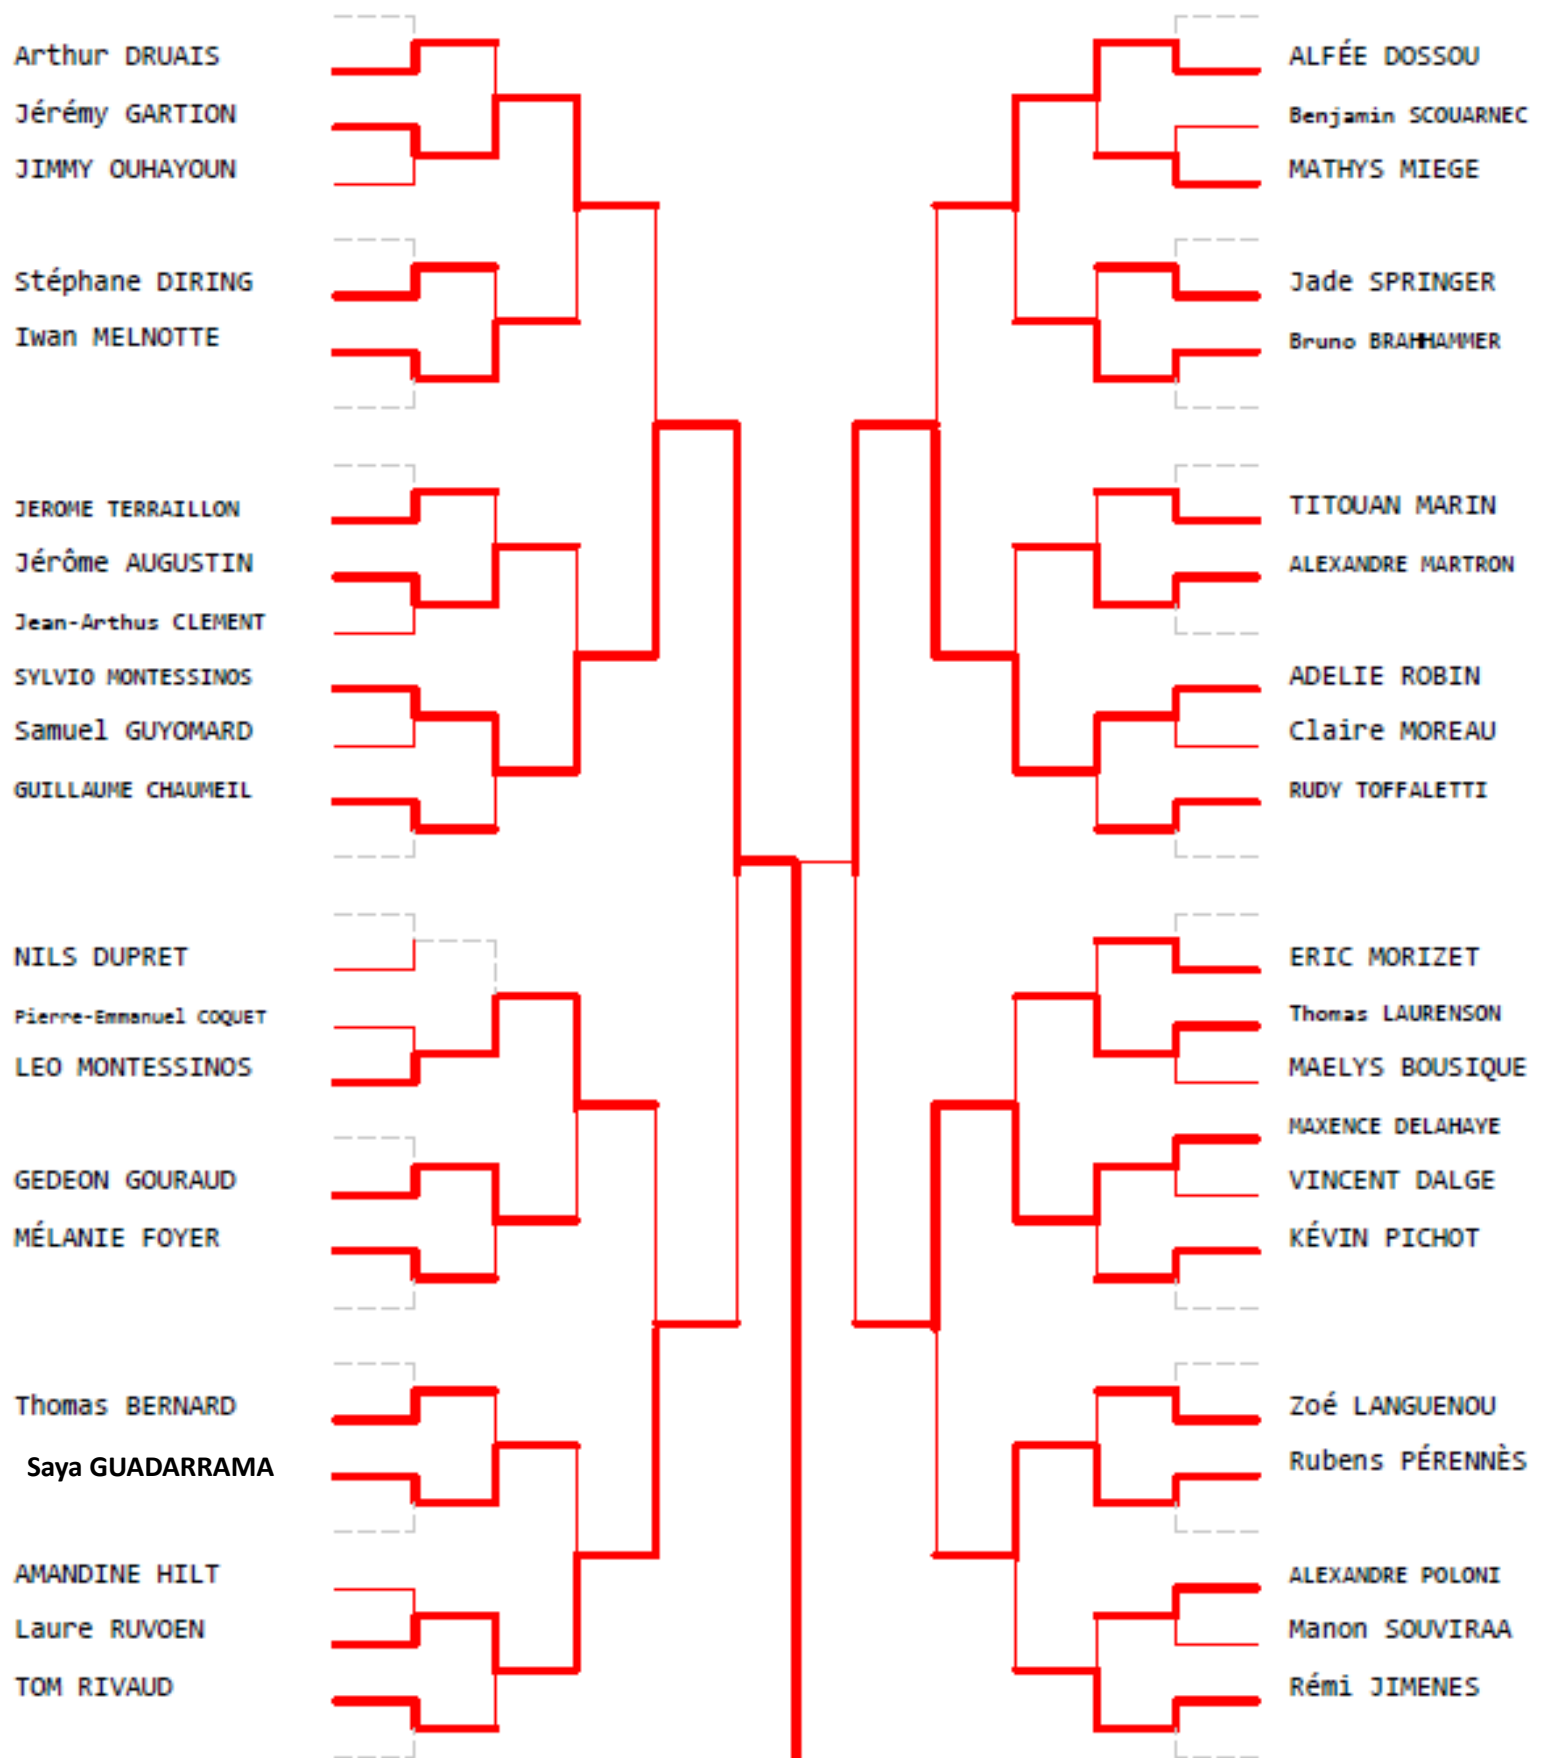 Arthur DRUAIS
Jérémy GARTION
JIMMY OUHAYOUN
Stéphane DIRING
Iwan MELNOTTE
JEROME TERRAILLON
Jérôme AUGUSTIN
Jean-Arthus CLEMENT
SYLVIO MONTESSINOS
Samuel GUYOMARD
GUILLAUME CHAUMEIL
NILS DUPRET
Pierre-Emmanuel COQUET
LEO MONTESSINOS
GEDEON GOURAUD
MÉLANIE FOYER
Thomas BERNARD
Saya GUADARRAMA
AMANDINE HILT
Laure RUVOEN
TOM RIVAUD
ALFÉE DOSSOU
Benjamin SCOUARNEC
MATHYS MIEGE
Jade SPRINGER
Bruno BRAHHAMMER
TITOUAN MARIN
ALEXANDRE MARTRON
ADELIE ROBIN
Claire MOREAU
RUDY TOFFALETTI
ERIC MORIZET
Thomas LAURENSON
MAELYS BOUSIQUE
MAXENCE DELAHAYE
VINCENT DALGE
KÉVIN PICHOT
Zoé LANGUENOU
Rubens PÉRENNÈS
ALEXANDRE POLONI
Manon SOUVIRAA
Rémi JIMENES